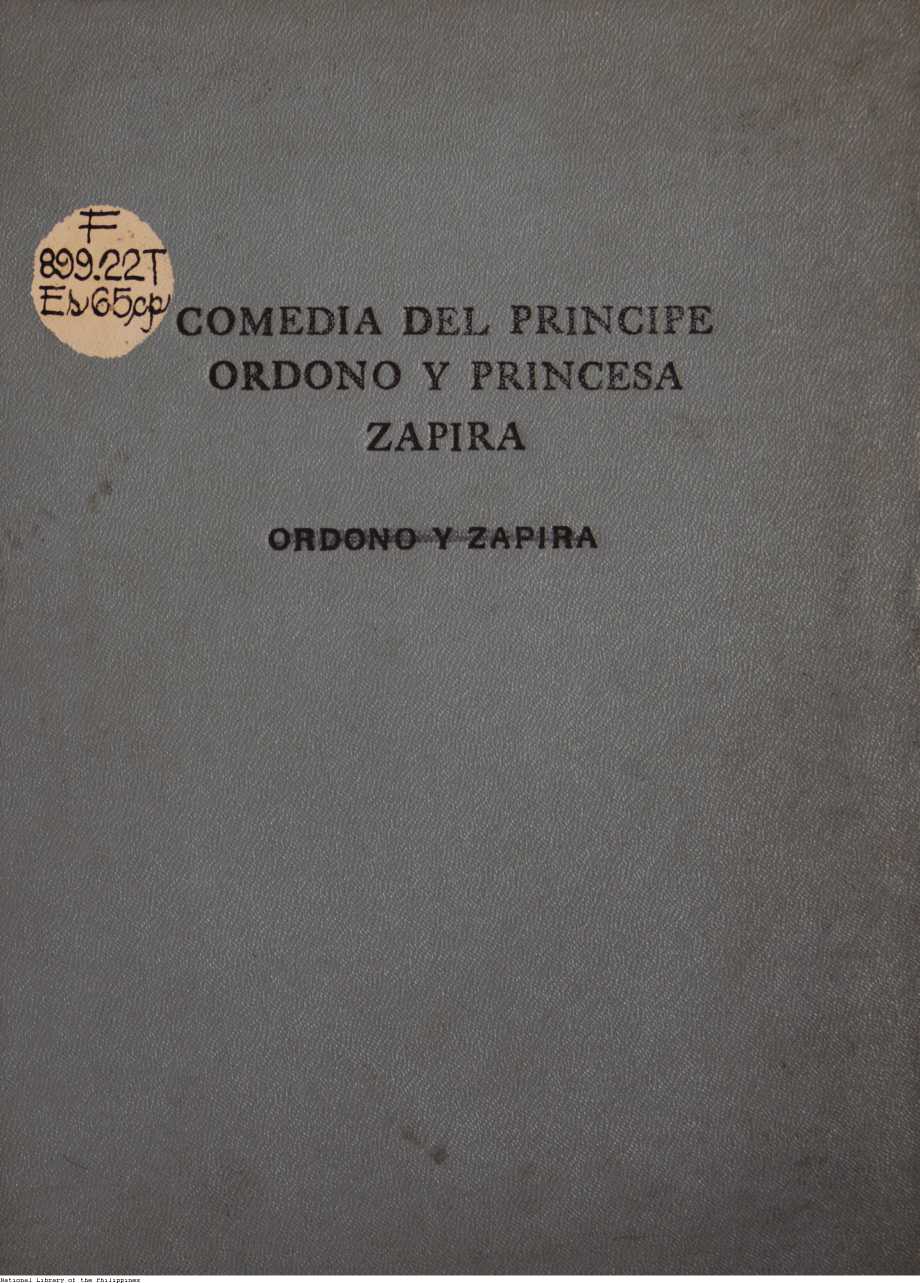 F
899.22T
Es65cp
COMEDIA DEL PRINCIPE
ORDONO Y PRINCESA
ZAPIRA
ORDONO Y ZAPIRA
National Library of the Philippines